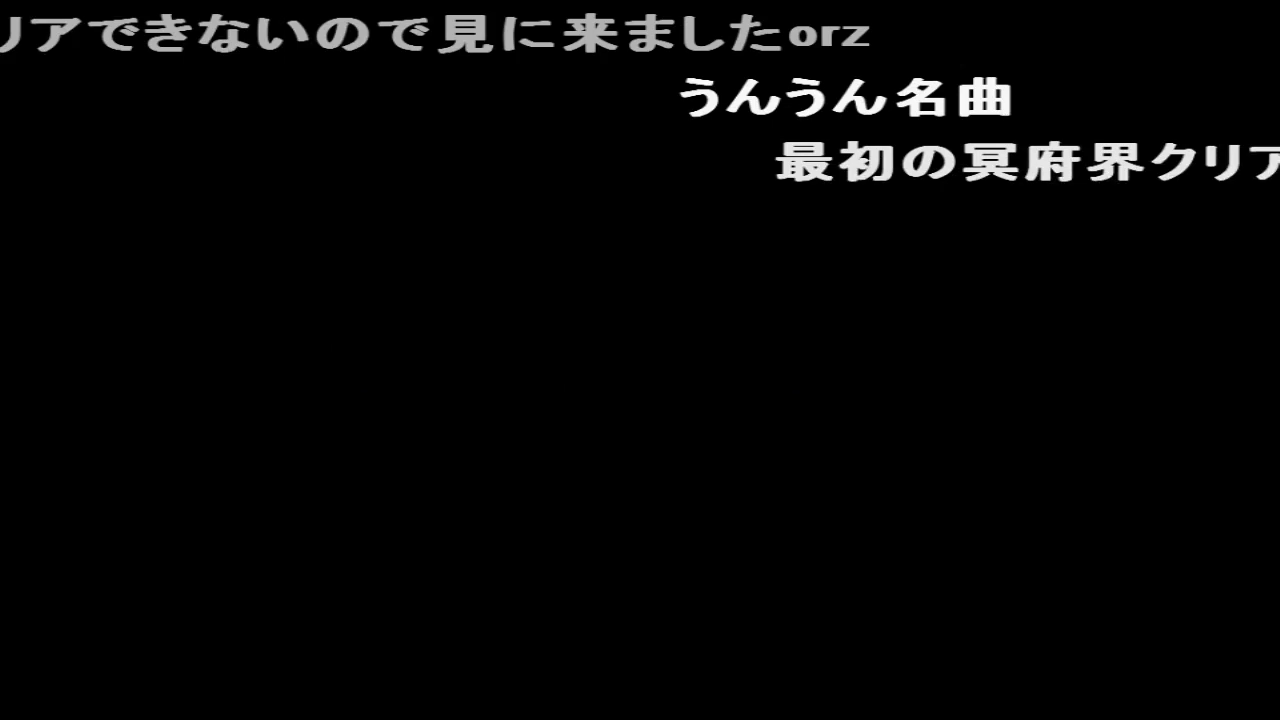 リアできないので見に来ましたorz
うんうん名曲
最初の冥府界クリア